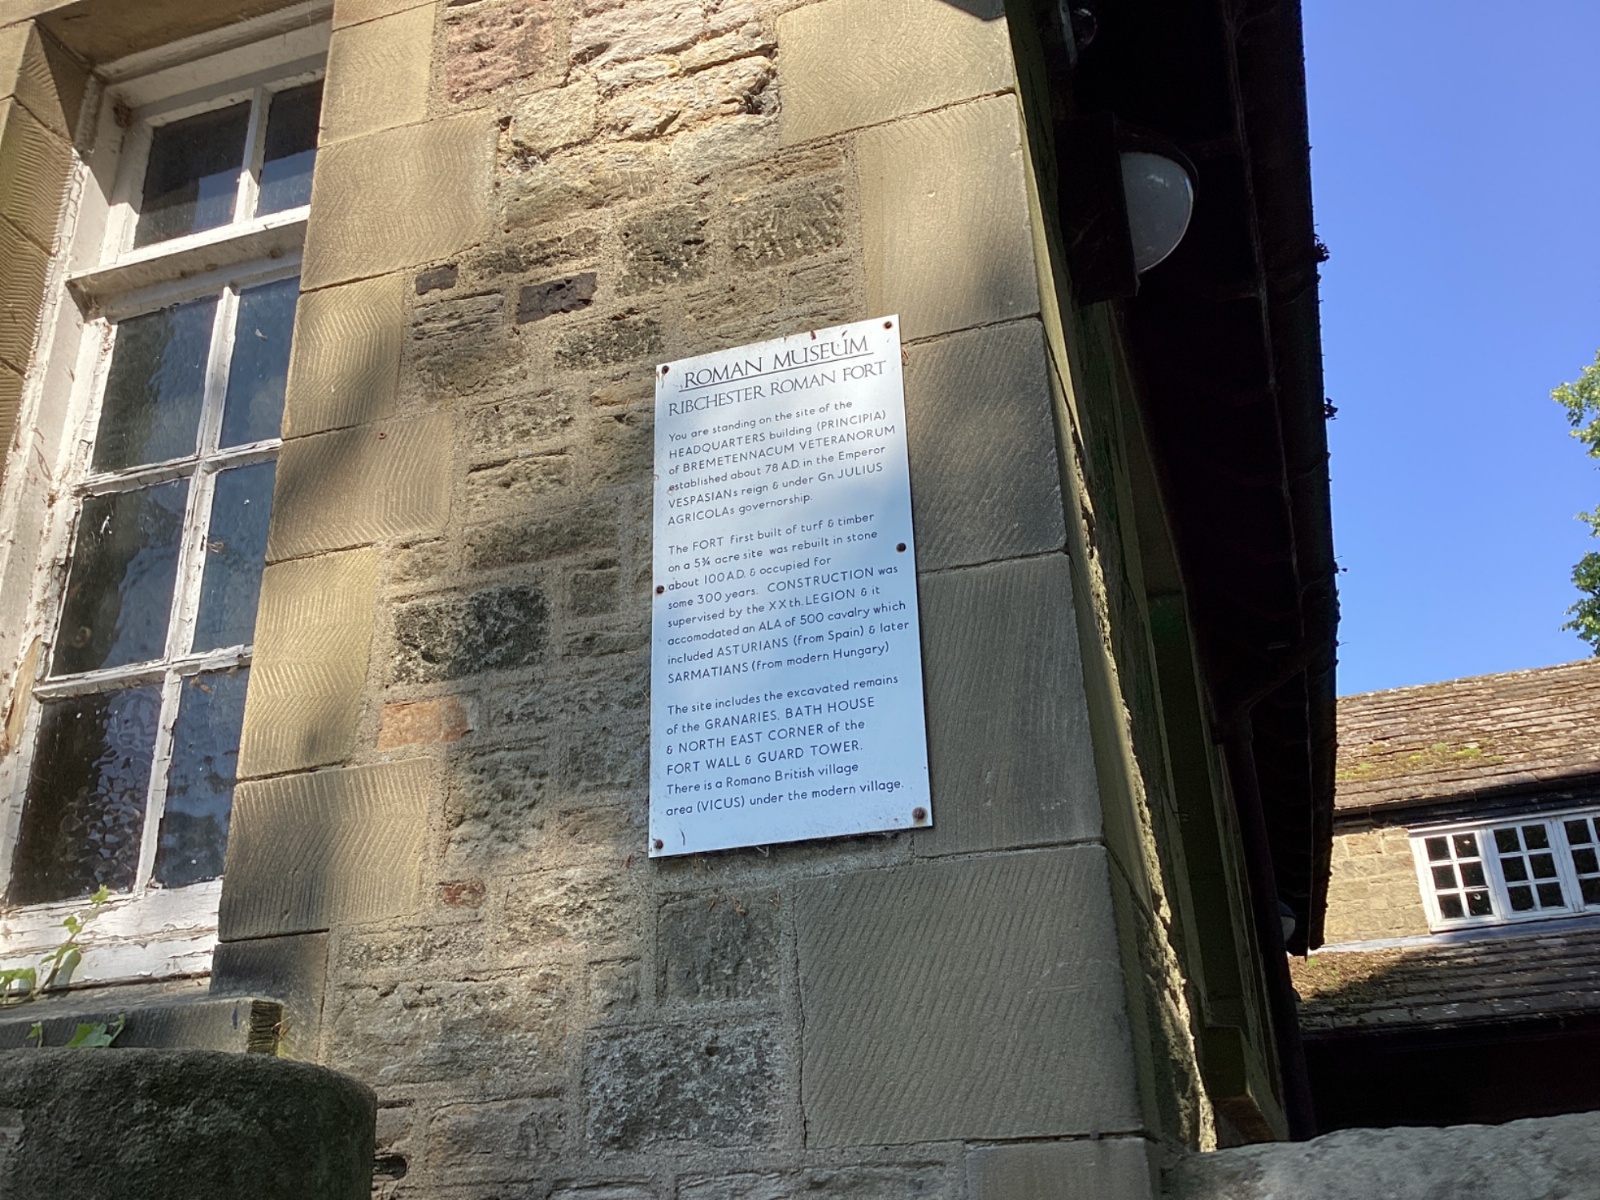 ROMAN MUSEUM
RIBCHESTER ROMAN FORT
You are standing on the site of the
HEADQUARTERS building (PRINCIPIA)
of BREMETENNACUM VETERANORUM
established about 78 A.D. in the Emperor
VESPASIANs reign & under Gn. JULIUS
AGRICOLAs governorship.
The FORT first built of turf & timber
on a 5¾ acre site was rebuilt in stone
about 100 A.D. & occupied for
some 300 years. CONSTRUCTION was
supervised by the XXth. LEGION & it
accomodated an ALA of 500 cavalry which
included ASTURIANS (from Spain) & later
SARMATIANS (from modern Hungary)
The site includes the excavated remains
of the GRANARIES, BATH HOUSE
& NORTH EAST CORNER of the
FORT WALL & GUARD TOWER.
There is a Romano British village
area (VICUS) under the modern village.